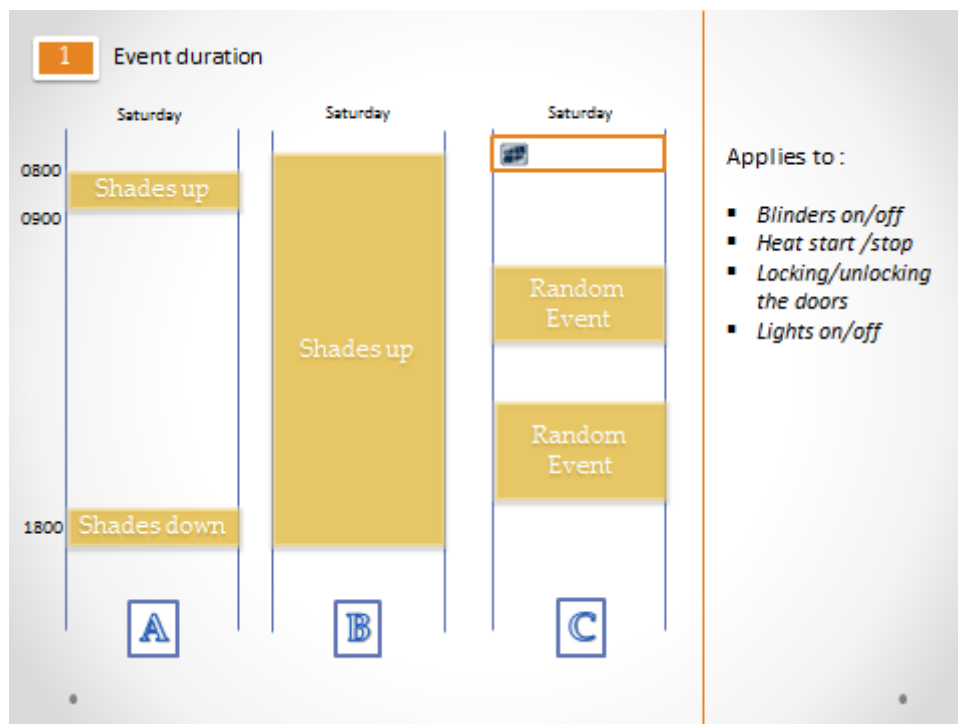 1 Event duration
Saturday
Saturday
Saturday
0800
Shades up
0900
Shades up
Random
Event
Random
Event
1800
Shades down
A
B
C
Applies to :
Blinders on/off
Heat start /stop
Locking/unlocking
the doors
Lights on/off